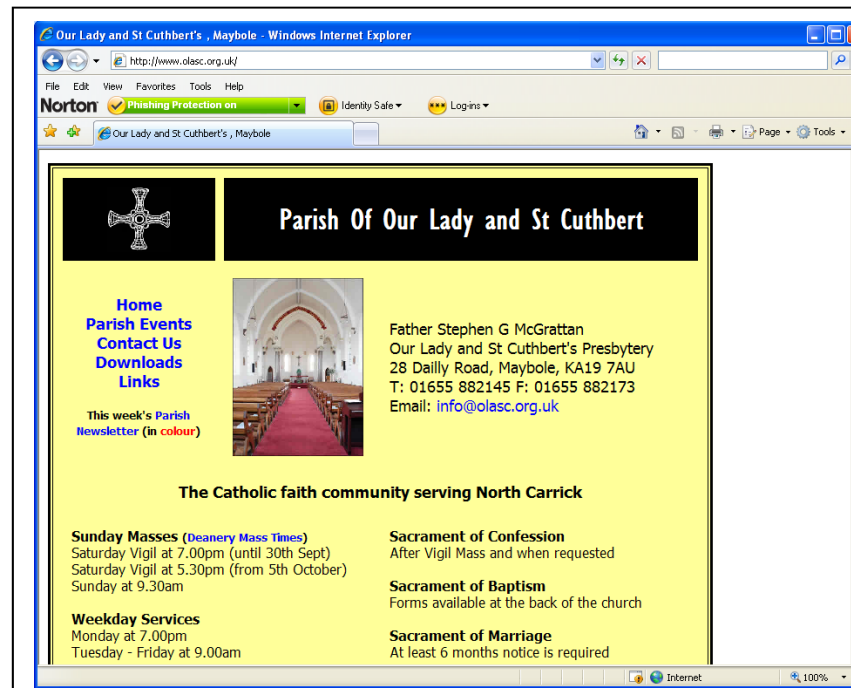 Our Lady and St Cuthbert's , Maybole - Windows Internet Explorer
http://www.olasc.org.uk/
File Edit View Favorites Tools Help
Norton Phishing Protection on Identity Safe Log-ins
Our Lady and St Cuthbert's , Maybole Page Tools
Parish Of Our Lady and St Cuthbert
Home
Parish Events
Contact Us
Downloads
Links
This week's Parish
Newsletter (in colour)
Father Stephen G McGrattan
Our Lady and St Cuthbert's Presbytery
28 Dailly Road, Maybole, KA19 7AU
T: 01655 882145 F: 01655 882173
Email: info@olasc.org.uk
The Catholic faith community serving North Carrick
Sunday Masses (Deanery Mass Times)
Saturday Vigil at 7.00pm (until 30th Sept)
Saturday Vigil at 5.30pm (from 5th October)
Sunday at 9.30am
Weekday Services
Monday at 7.00pm
Tuesday - Friday at 9.00am
Sacrament of Confession
After Vigil Mass and when requested
Sacrament of Baptism
Forms available at the back of the church
Sacrament of Marriage
At least 6 months notice is required
Internet 100%